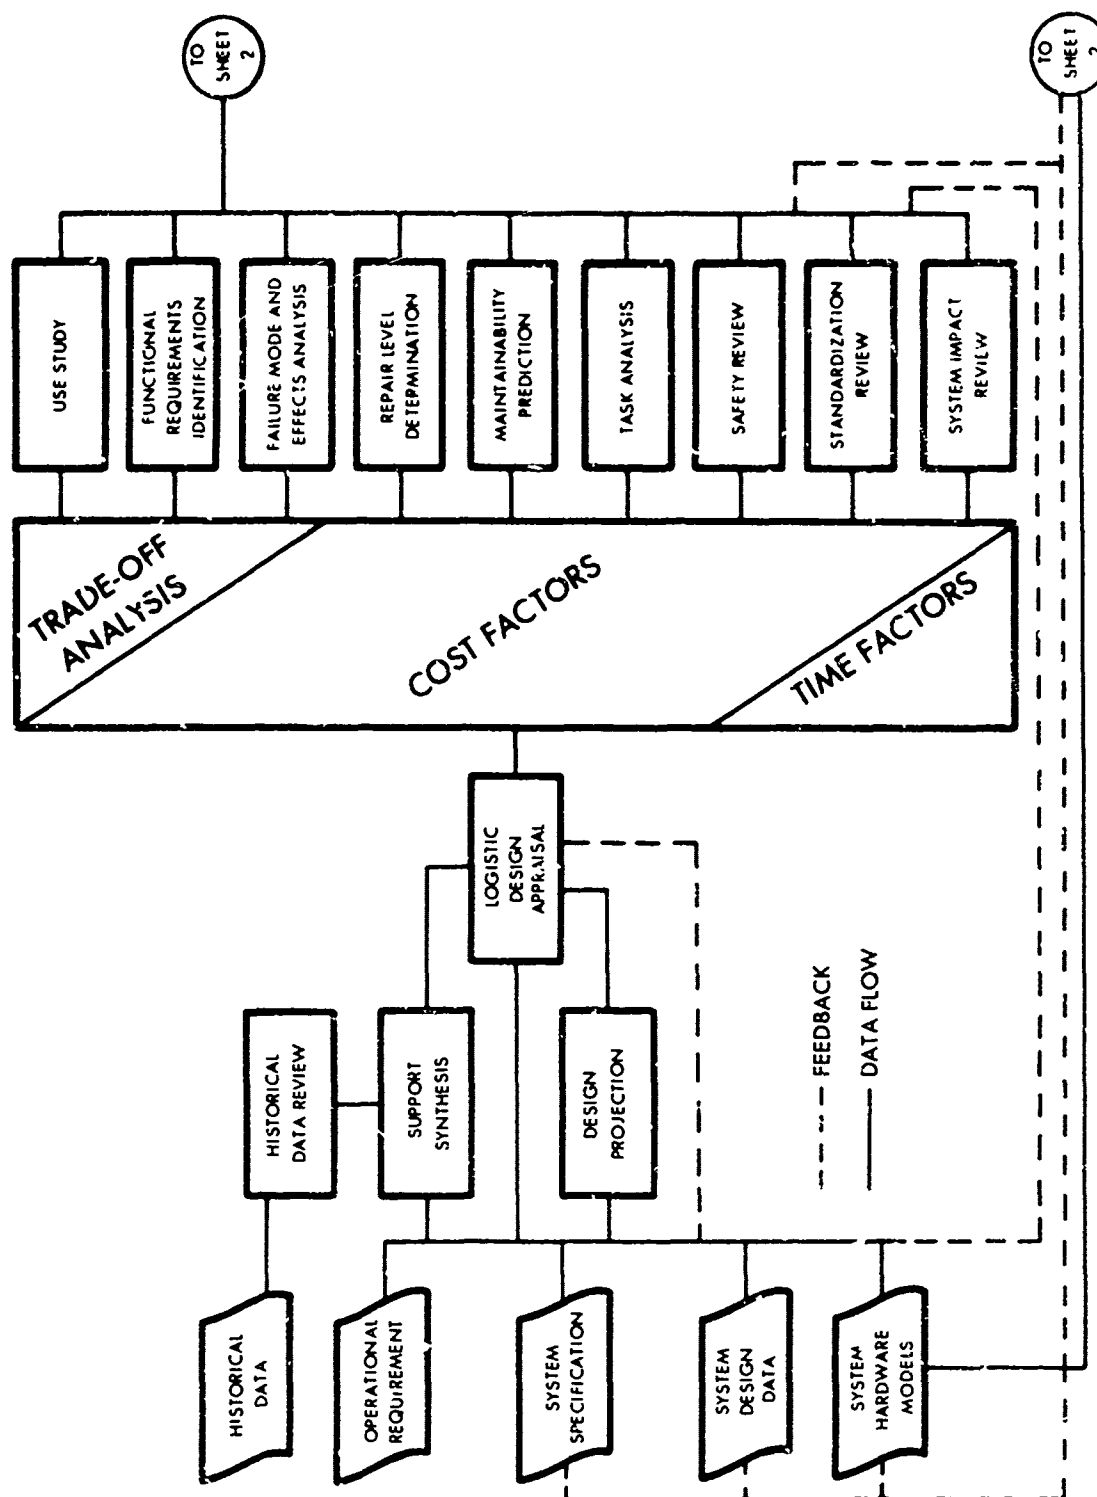 TO
SHEET
2
TO
SHEET
2
USE STUDY
FUNCTIONAL
REQUIREMENTS
IDENTIFICATION
FAILURE MODE AND
EFFECTS ANALYSIS
REPAIR LEVEL
DETERMINATION
MAINTAINABILITY
PREDICTION
TASK ANALYSIS
SAFETY REVIEW
STANDARDIZATION
REVIEW
SYSTEM IMPACT
REVIEW
TRADE-OFF
ANALYSIS
COST FACTORS
TIME FACTORS
LOGISTIC
DESIGN
APPRAISAL
HISTORICAL
DATA REVIEW
SUPPORT
SYNTHESIS
DESIGN
PROJECTION
FEEDBACK
DATA FLOW
HISTORICAL
DATA
OPERATIONAL
REQUIREMENT
SYSTEM
SPECIFICATION
SYSTEM
DESIGN
DATA
SYSTEM
HARDWARE
MODELS